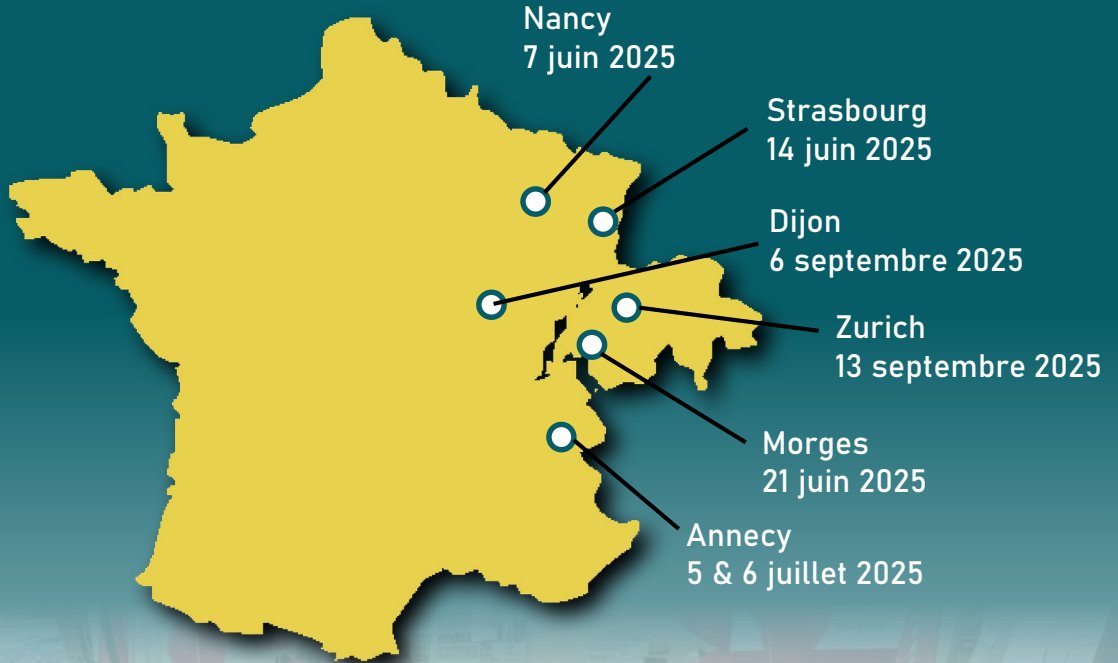 Nancy
7 juin 2025
Strasbourg
14 juin 2025
Dijon
6 septembre 2025
Zurich
13 septembre 2025
Morges
21 juin 2025
Annecy
5 & 6 juillet 2025